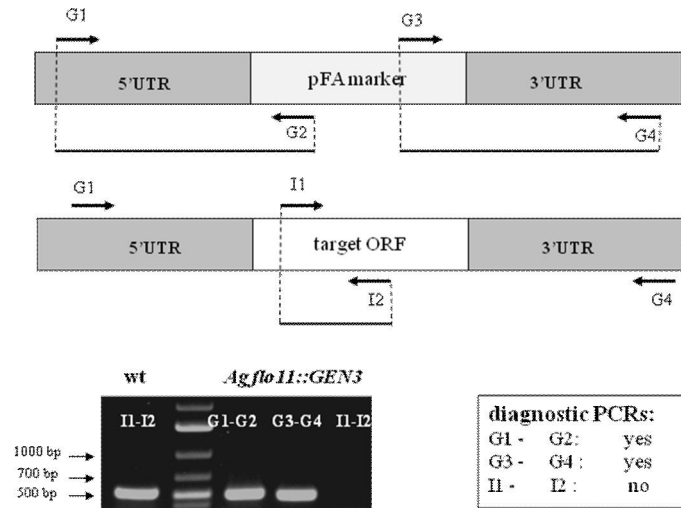 G1
G3
5'UTR
pFA marker
3'UTR
G2
G4
G1
I1
5'UTR
target ORF
3'UTR
I2
G4
wt
Agflo11::GEN3
I1-I2
G1-G2
G3-G4
I1-I2
1000 bp
700 bp
500 bp
diagnostic PCRs:
G1 - G2 : yes
G3 - G4 : yes
I1 - I2 : no